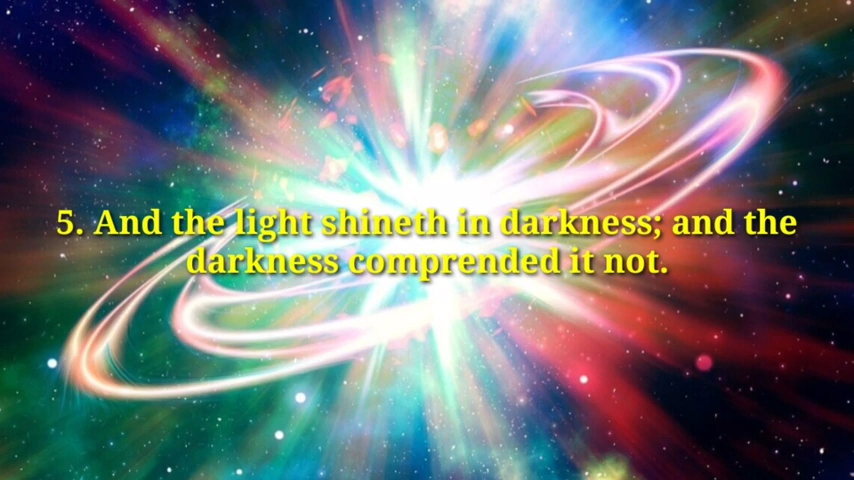 5. And the light shineth in darkness; and the
darkness comprended it not.